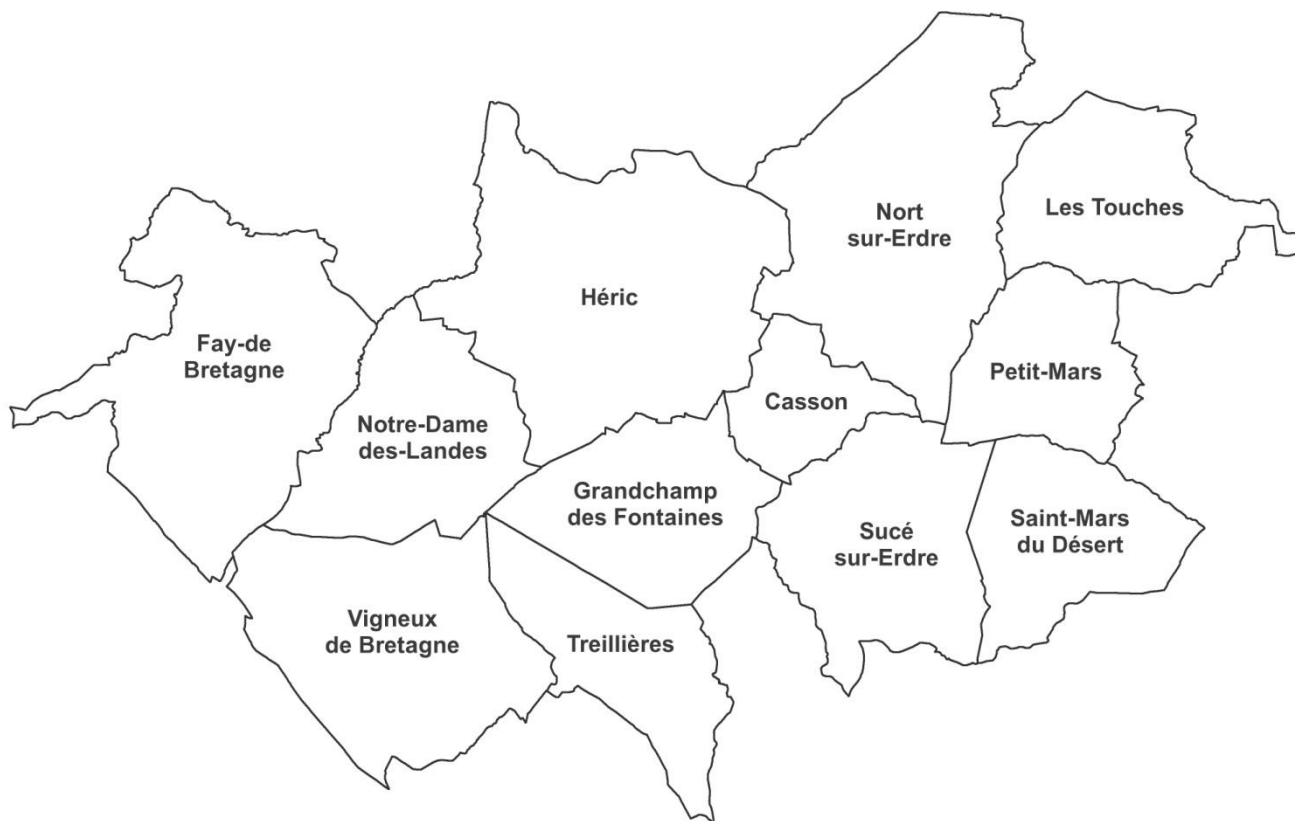 Nort
sur-Erdre
Les Touches
Héric
Fay-de
Bretagne
Petit-Mars
Casson
Notre-Dame
des-Landes
Grandchamp
des Fontaines
Sucé
sur-Erdre
Saint-Mars
du Désert
Vigneux
de Bretagne
Treillières